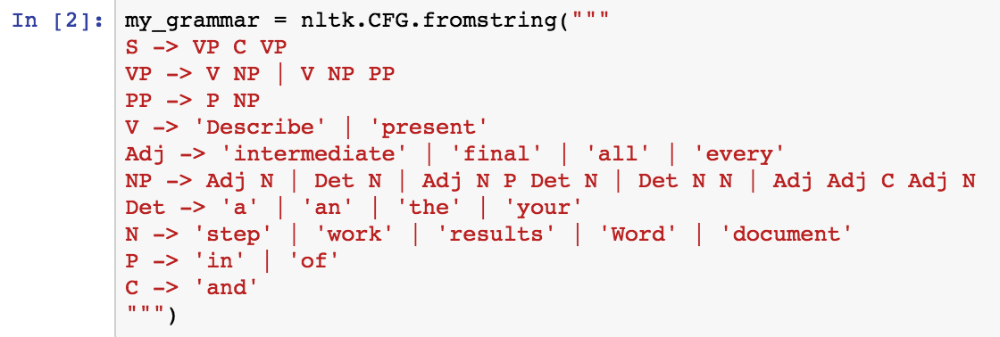 In [2]: my_grammar = nltk.CFG.fromstring("""
S -> VP C VP
VP -> V NP | V NP PP
PP -> P NP
V -> 'Describe' | 'present'
Adj -> 'intermediate' | 'final' | 'all' | 'every'
NP -> Adj N | Det N | Adj N P Det N | Det N N | Adj Adj C Adj N
Det -> 'a' | 'an' | 'the' | 'your'
N -> 'step' | 'work' | 'results' | 'Word' | 'document'
P -> 'in' | 'of'
C -> 'and'
""")